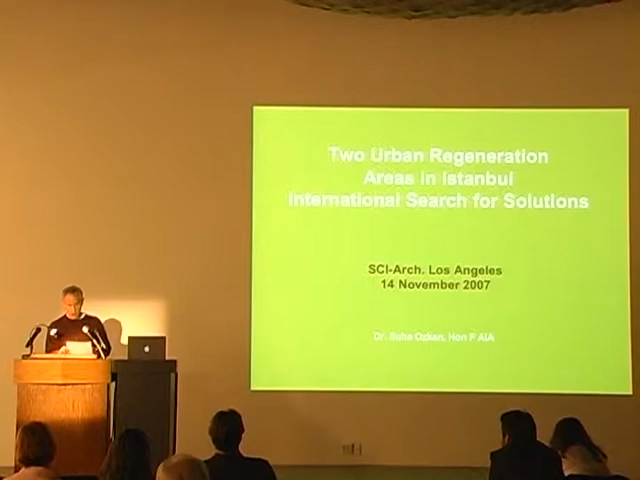 Two Urban Regeneration
Areas in Istanbul
International Search for Solutions
SCI-Arch. Los Angeles
14 November 2007
Dr. Suha Ozkan, Hon F AIA